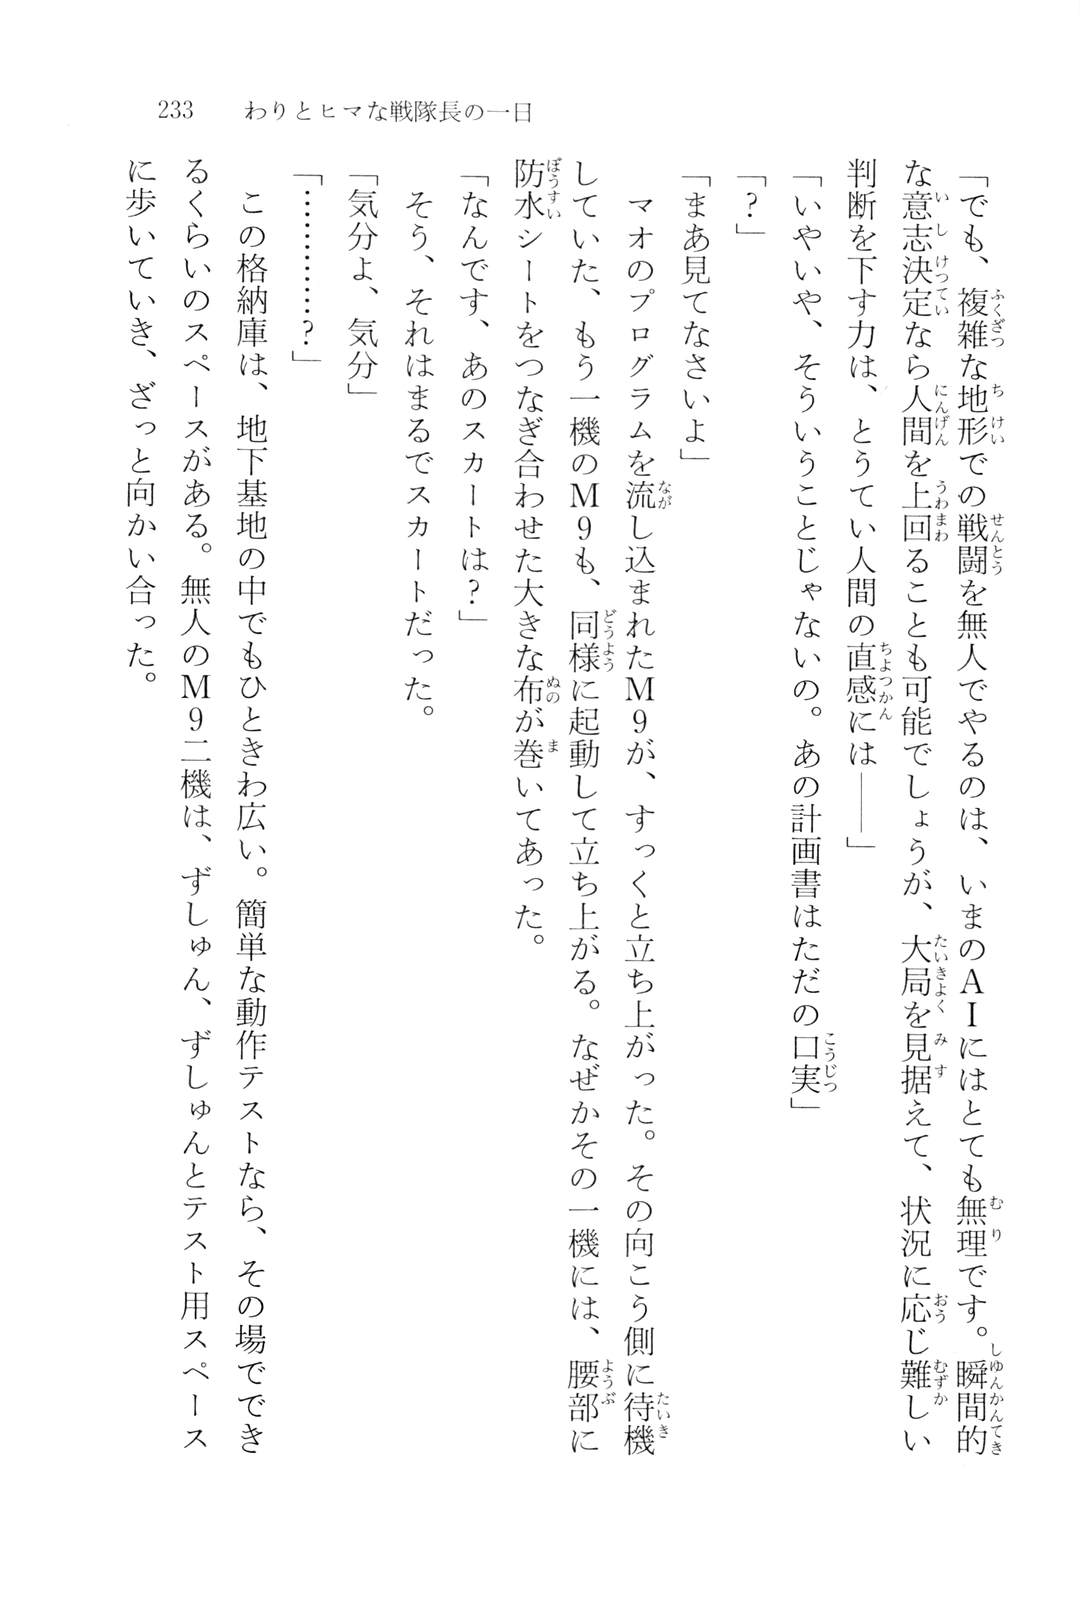 233　わりとヒマな戦隊長の一日
「でも、複雑な地形での戦闘を無人でやるのは、いまのＡＩにはとても無理です。瞬間的
な意志決定なら人間を上回ることも可能でしょうが、大局を見据えて、状況に応じ難しい
判断を下す力は、とうてい人間の直感には――」
「いやいや、そういうことじゃないの。あの計画書はただの口実」
「？」
「まあ見てなさいよ」
　マオのプログラムを流し込まれたＭ９が、すっくと立ち上がった。その向こう側に待機
していた、もう一機のＭ９も、同様に起動して立ち上がる。なぜかその一機には、腰部に
防水シートをつなぎ合わせた大きな布が巻いてあった。
「なんです、あのスカートは？」
　そう、それはまるでスカートだった。
「気分よ、気分」
「…………？」
　この格納庫は、地下基地の中でもひときわ広い。簡単な動作テストなら、その場ででき
るくらいのスペースがある。無人のＭ９二機は、ずしゅん、ずしゅんとテスト用スペース
に歩いていき、ざっと向かい合った。